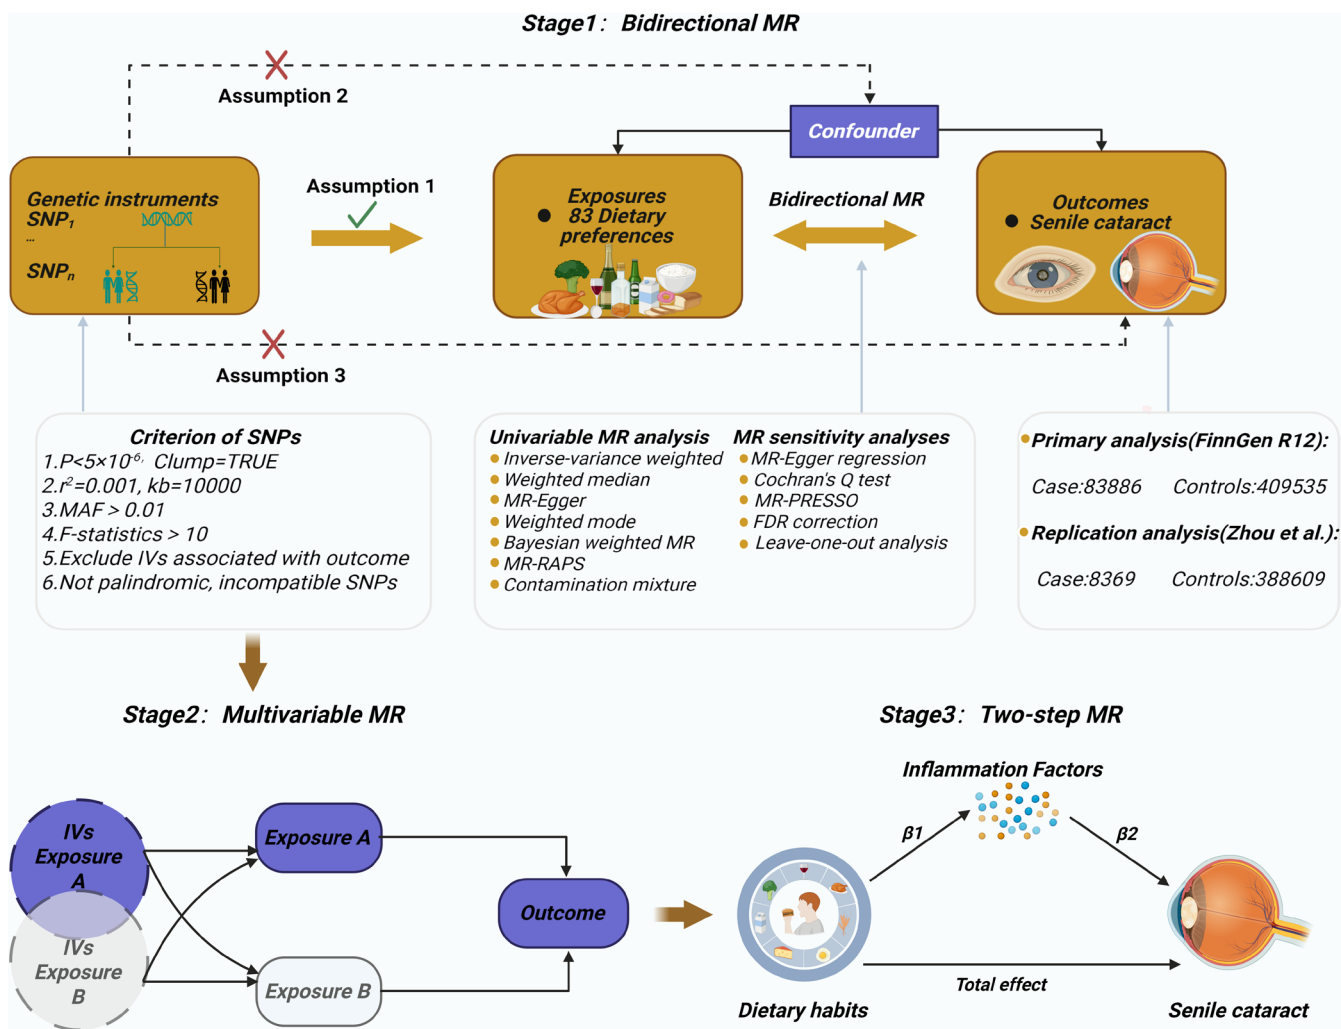 Stage1： Bidirectional MR
Assumption 2
Confounder
Genetic instruments
SNP1
...
SNPn
Assumption 1
Exposures
● 83 Dietary
preferences
Bidirectional MR
Outcomes
● Senile cataract
Assumption 3
Criterion of SNPs
1.P<5×10-6, Clump=TRUE
2.r2=0.001, kb=10000
3.MAF > 0.01
4.F-statistics > 10
5.Exclude IVs associated with outcome
6.Not palindromic, incompatible SNPs
Univariable MR analysis
Inverse-variance weighted
Weighted median
MR-Egger
Weighted mode
Bayesian weighted MR
MR-RAPS
Contamination mixture
MR sensitivity analyses
MR-Egger regression
Cochran's Q test
MR-PRESSO
FDR correction
Leave-one-out analysis
Primary analysis(FinnGen R12):
Case:83886 Controls:409535
Replication analysis(Zhou et al.):
Case:8369 Controls:388609
Stage2： Multivariable MR
IVs
Exposure
A
IVs
Exposure
B
Exposure A
Exposure B
Outcome
Stage3： Two-step MR
Inflammation Factors
β1
β2
Total effect
Dietary habits
Senile cataract